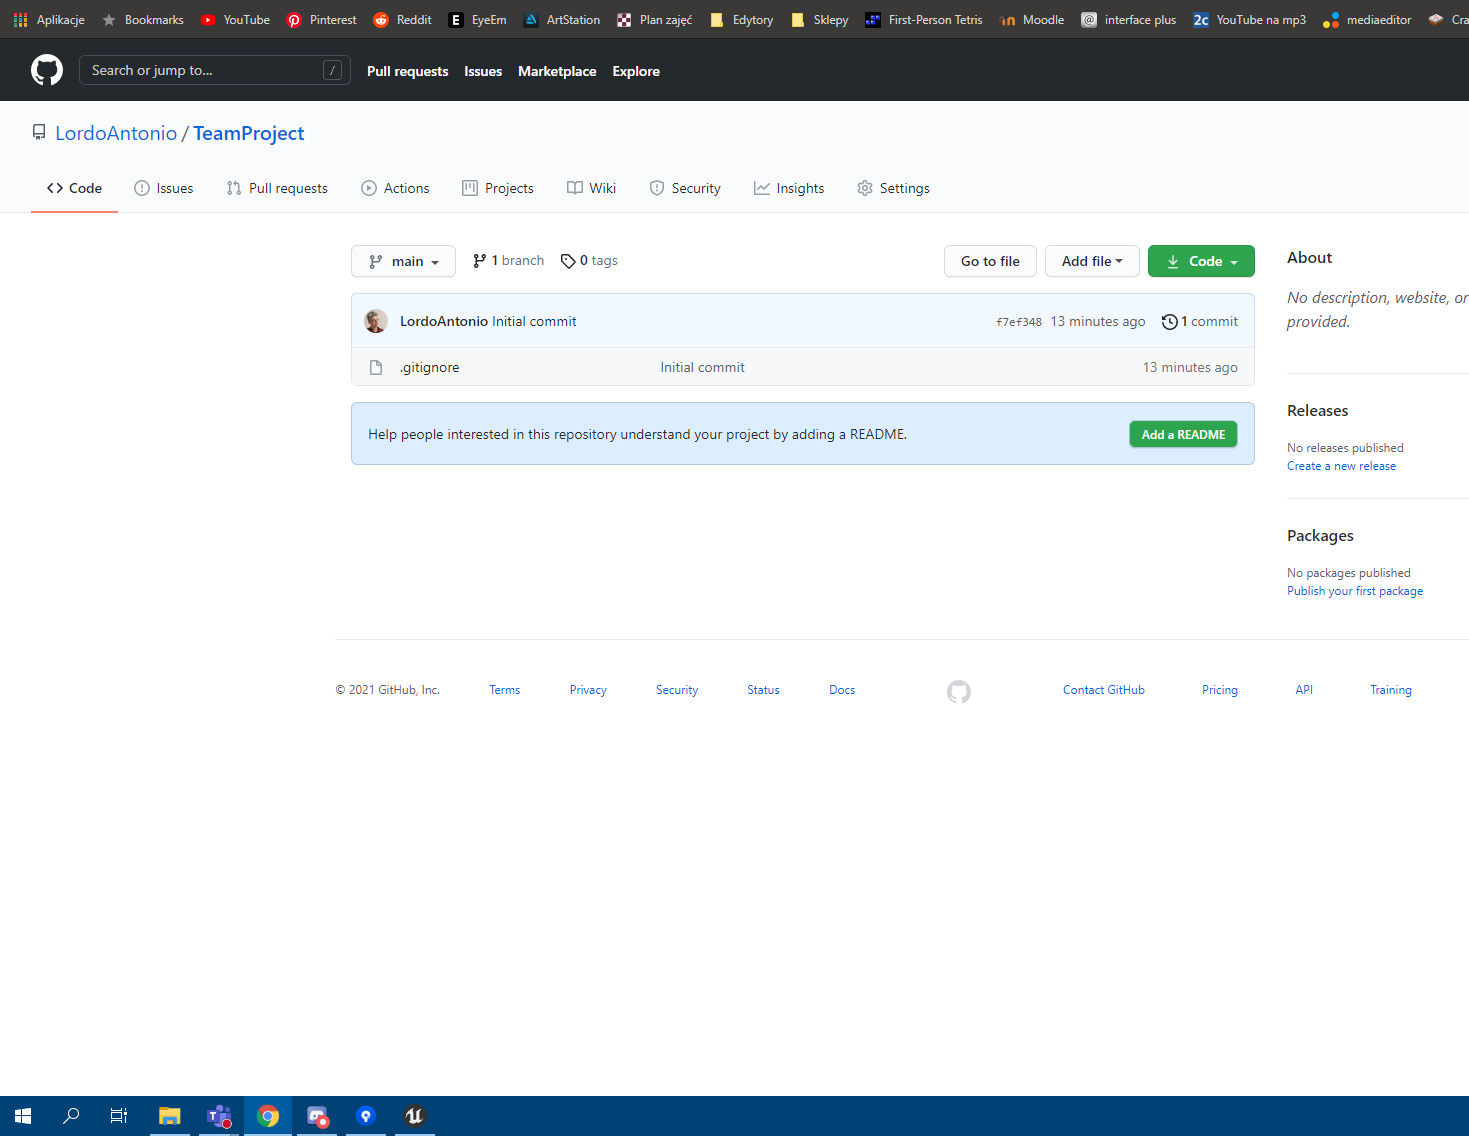 Aplikacje Bookmarks YouTube Pinterest Reddit EyeEm ArtStation Plan zajęć Edytory Sklepy First-Person Tetris Moodle interface plus YouTube na mp3 mediaeditor Cra
Search or jump to... / Pull requests Issues Marketplace Explore
LordoAntonio / TeamProject
<> Code Issues Pull requests Actions Projects Wiki Security Insights Settings
main 1 branch 0 tags Go to file Add file Code
LordoAntonio Initial commit f7ef348 13 minutes ago 1 commit
.gitignore Initial commit 13 minutes ago
Help people interested in this repository understand your project by adding a README. Add a README
About
No description, website, or
provided.
Releases
No releases published
Create a new release
Packages
No packages published
Publish your first package
© 2021 GitHub, Inc. Terms Privacy Security Status Docs Contact GitHub Pricing API Training